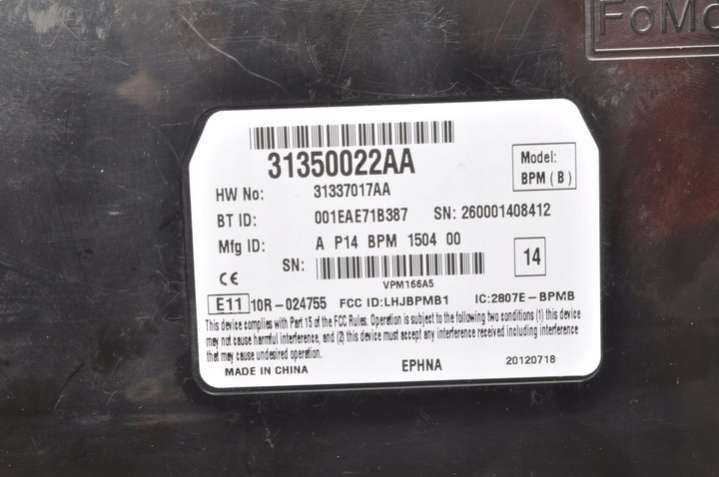 FoMo
31350022AA
Model:
BPM ( B )
HW No: 31337017AA
BT ID: 001EAE71B387 SN: 260001408412
Mfg ID: A P14 BPM 1504 00
SN:
14
VPM166A5
CE
E11 10R-024755 FCC ID:LHJBPMB1 IC:2807E-BPMB
This device complies with Part 15 of the FCC Rules. Operation is subject to the following two conditions (1) this device
may not cause harmful interference, and (2) this device must accept any interference received including interference
that may cause undesired operation.
MADE IN CHINA EPHNA 20120718